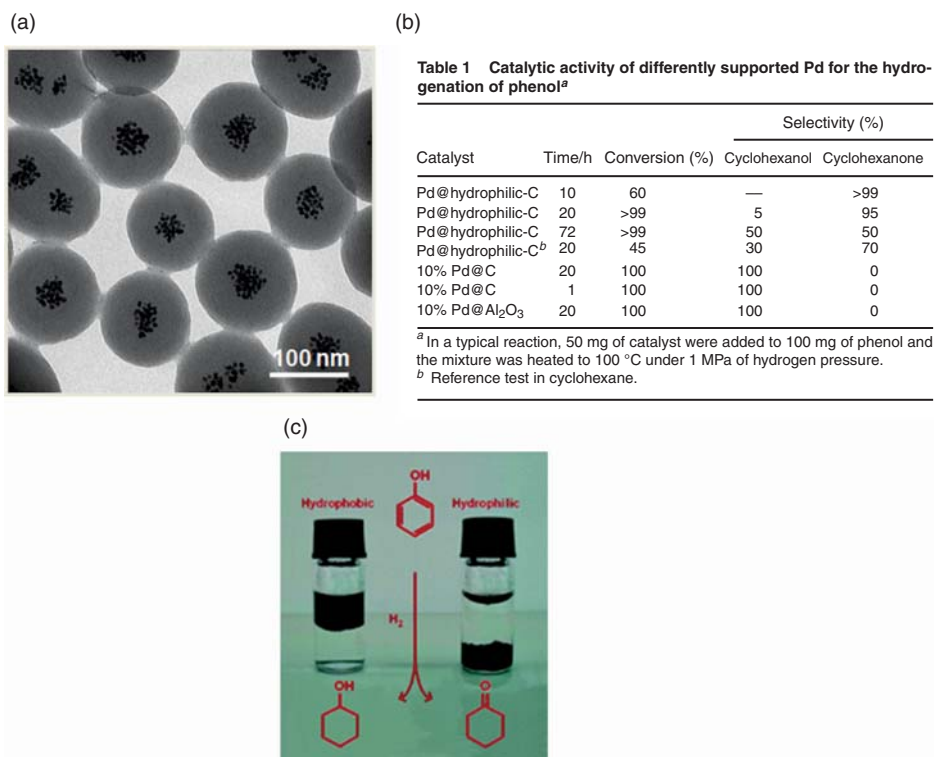 (a)
100 nm
(b)
Table 1 Catalytic activity of differently supported Pd for the hydro-
genation of phenol^a
Selectivity (%)
Catalyst Time/h Conversion (%) Cyclohexanol Cyclohexanone
Pd@hydrophilic-C 10 60 — >99
Pd@hydrophilic-C 20 >99 5 95
Pd@hydrophilic-C 72 >99 50 50
Pd@hydrophilic-C^b 20 45 30 70
10% Pd@C 20 100 100 0
10% Pd@C 1 100 100 0
10% Pd@Al₂O₃ 20 100 100 0
^a In a typical reaction, 50 mg of catalyst were added to 100 mg of phenol and
the mixture was heated to 100 °C under 1 MPa of hydrogen pressure.
^b Reference test in cyclohexane.
(c)
OH
Hydrophobic Hydrophilic
H₂
OH O